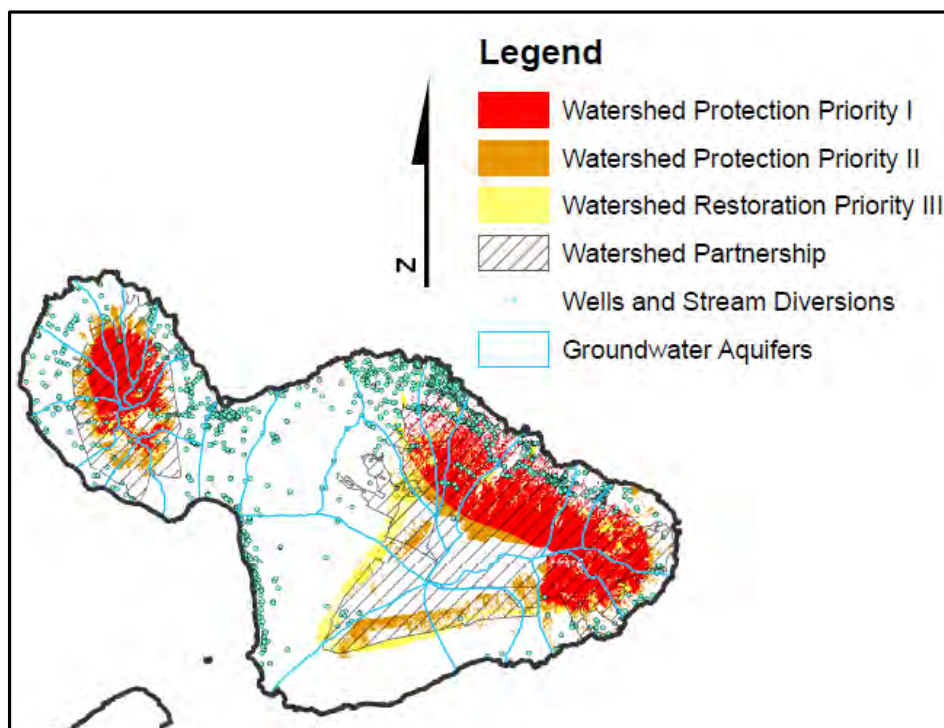 Legend
Watershed Protection Priority I
Watershed Protection Priority II
Watershed Restoration Priority III
Watershed Partnership
Wells and Stream Diversions
Groundwater Aquifers
N